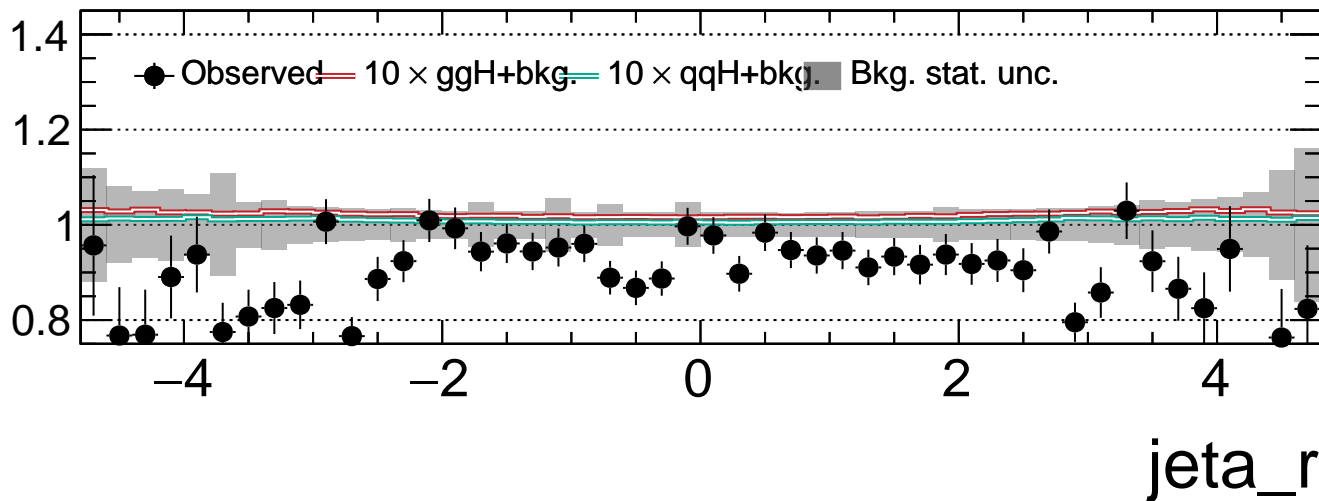 1.4
Observed 10 × ggH+bkg. 10 × qqH+bkg. Bkg. stat. unc.
1.2
1
0.8
−4 −2 0 2 4
jeta_r